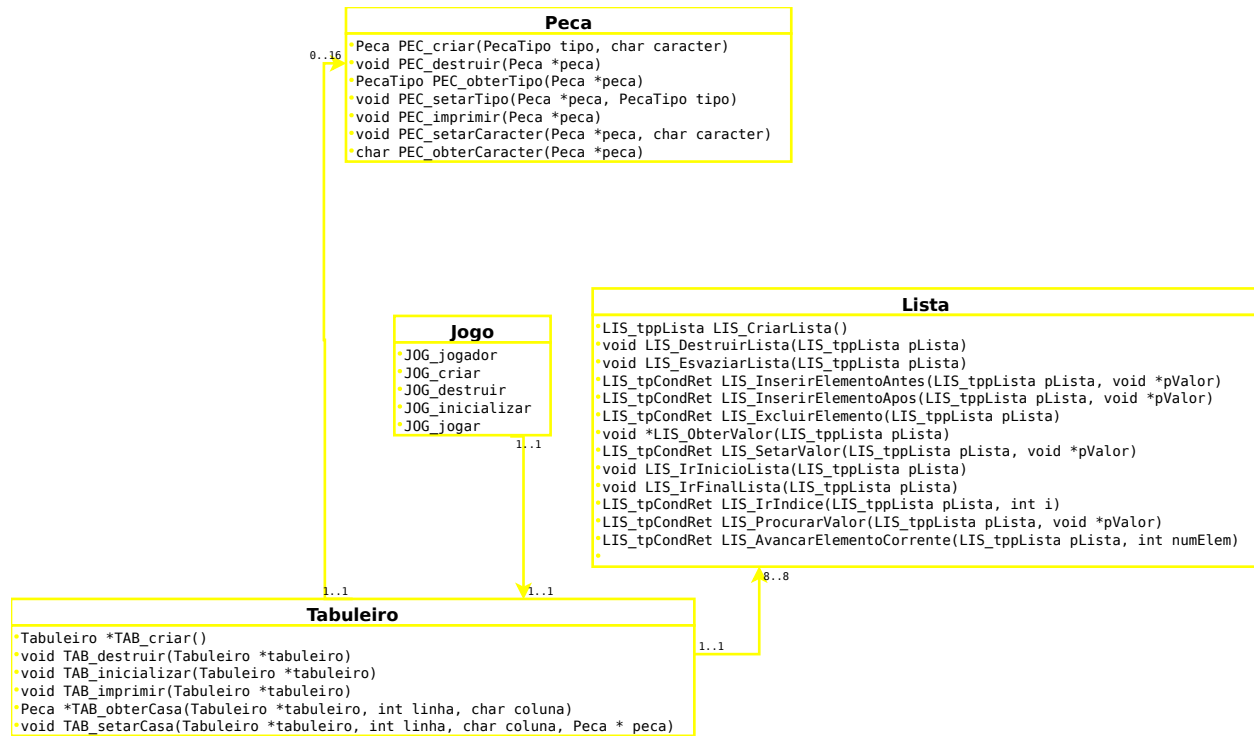 Peca
Peca PEC_criar(PecaTipo tipo, char caracter)
void PEC_destruir(Peca *peca)
PecaTipo PEC_obterTipo(Peca *peca)
void PEC_setarTipo(Peca *peca, PecaTipo tipo)
void PEC_imprimir(Peca *peca)
void PEC_setarCaracter(Peca *peca, char caracter)
char PEC_obterCaracter(Peca *peca)
0..16
Jogo
JOG_jogador
JOG_criar
JOG_destruir
JOG_inicializar
JOG_jogar
1..1
Lista
LIS_tppLista LIS_CriarLista()
void LIS_DestruirLista(LIS_tppLista pLista)
void LIS_EsvaziarLista(LIS_tppLista pLista)
LIS_tpCondRet LIS_InserirElementoAntes(LIS_tppLista pLista, void *pValor)
LIS_tpCondRet LIS_InserirElementoApos(LIS_tppLista pLista, void *pValor)
LIS_tpCondRet LIS_ExcluirElemento(LIS_tppLista pLista)
void *LIS_ObterValor(LIS_tppLista pLista)
LIS_tpCondRet LIS_SetarValor(LIS_tppLista pLista, void *pValor)
void LIS_IrInicioLista(LIS_tppLista pLista)
void LIS_IrFinalLista(LIS_tppLista pLista)
LIS_tpCondRet LIS_IrIndice(LIS_tppLista pLista, int i)
LIS_tpCondRet LIS_ProcurarValor(LIS_tppLista pLista, void *pValor)
LIS_tpCondRet LIS_AvancarElementoCorrente(LIS_tppLista pLista, int numElem)
8..8
1..1
1..1
1..1
Tabuleiro
Tabuleiro *TAB_criar()
void TAB_destruir(Tabuleiro *tabuleiro)
void TAB_inicializar(Tabuleiro *tabuleiro)
void TAB_imprimir(Tabuleiro *tabuleiro)
Peca *TAB_obterCasa(Tabuleiro *tabuleiro, int linha, char coluna)
void TAB_setarCasa(Tabuleiro *tabuleiro, int linha, char coluna, Peca * peca)